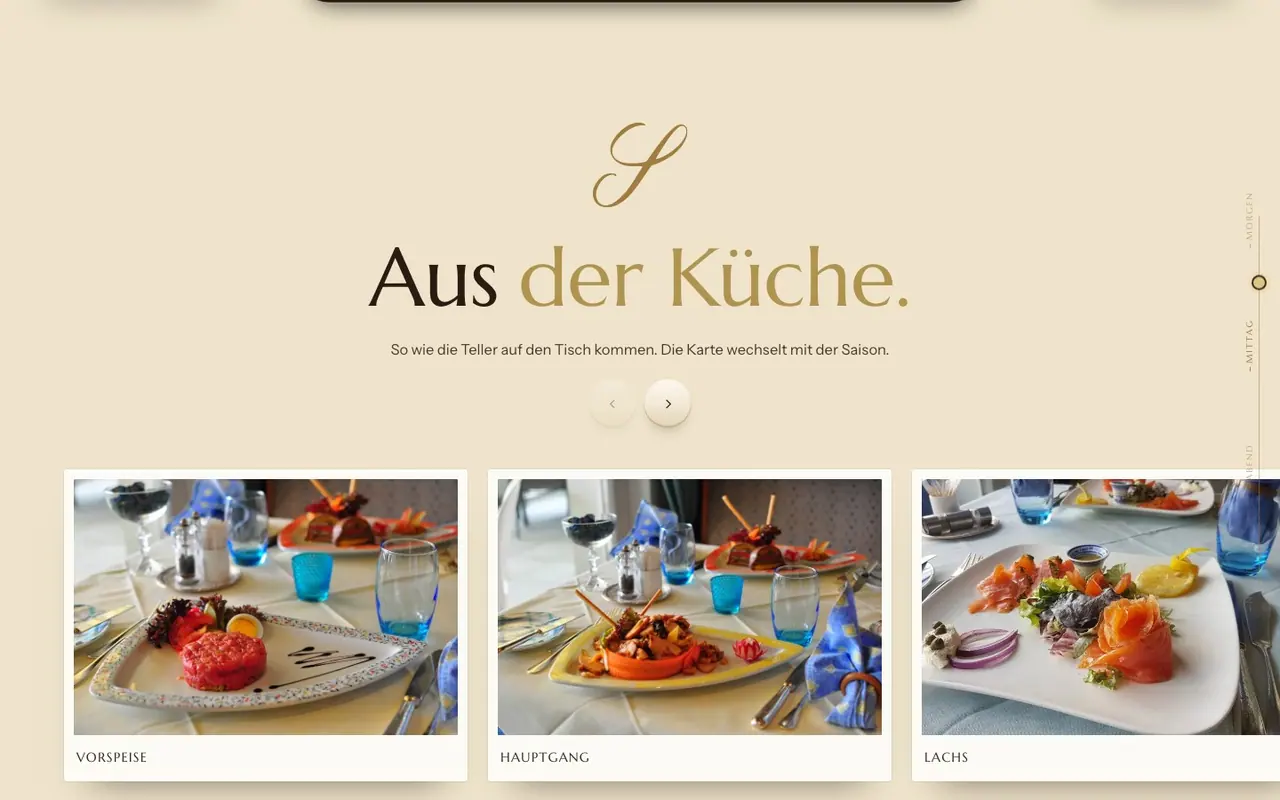 S
Aus der Küche.
So wie die Teller auf den Tisch kommen. Die Karte wechselt mit der Saison.
MORGEN
MITTAG
VORSPEISE
HAUPTGANG
LACHS